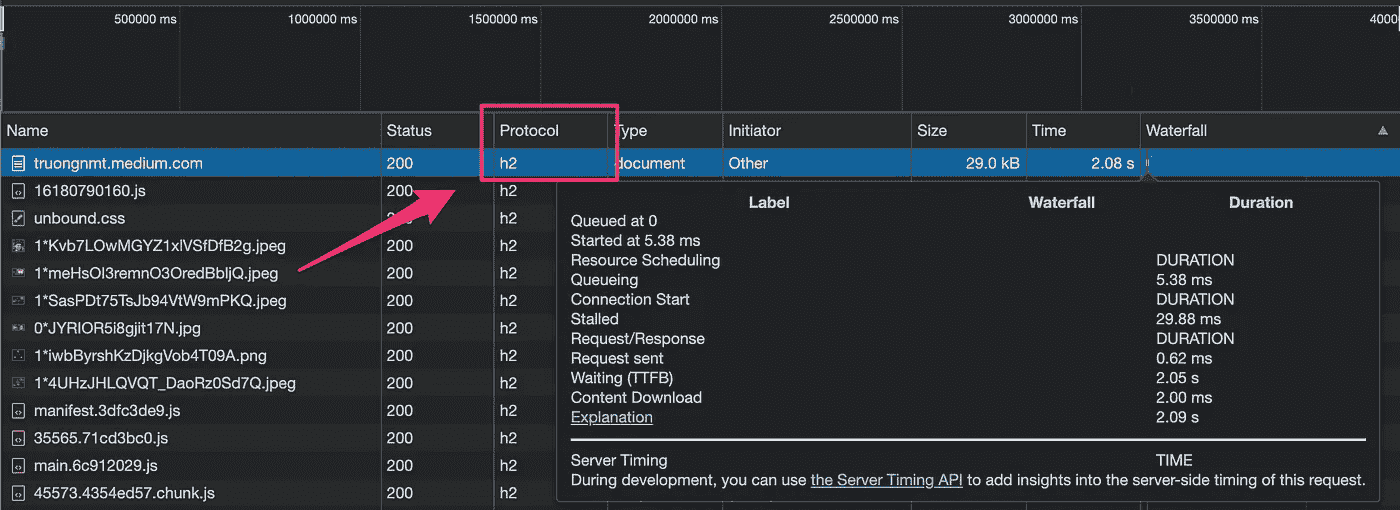 500000 ms 1000000 ms 1500000 ms 2000000 ms 2500000 ms 3000000 ms 3500000 ms 4000
Name Status Protocol Type Initiator Size Time Waterfall
truongnmt.medium.com 200 h2 document Other 29.0 kB 2.08 s
16180790160.js 200 h2
unbound.css 200 h2
1*Kvb7LOwMGYZ1xlVSfDfB2g.jpeg 200 h2
1*meHsOl3remnO3OredBbljQ.jpeg 200 h2
1*SasPDt75TsJb94VtW9mPKQ.jpeg 200 h2
0*JYRIOR5i8gjit17N.jpg 200 h2
1*iwbByrshKzDjkgVob4T09A.png 200 h2
1*4UHzJHLQVQT_DaoRz0Sd7Q.jpeg 200 h2
manifest.3dfc3de9.js 200 h2
35565.71cd3bc0.js 200 h2
main.6c912029.js 200 h2
45573.4354ed57.chunk.js 200 h2
Label Waterfall Duration
Queued at 0
Started at 5.38 ms
Resource Scheduling DURATION
Queueing 5.38 ms
Connection Start DURATION
Stalled 29.88 ms
Request/Response DURATION
Request sent 0.62 ms
Waiting (TTFB) 2.05 s
Content Download 2.00 ms
Explanation 2.09 s
Server Timing TIME
During development, you can use the Server Timing API to add insights into the server-side timing of this request.